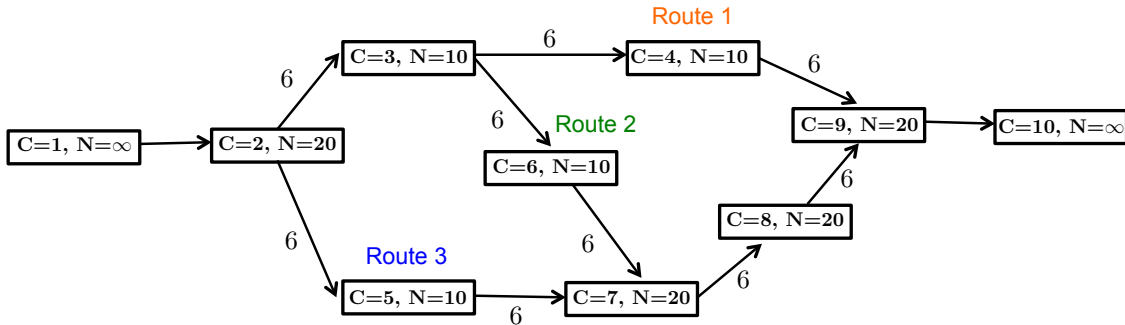 Route 1
6
C=3, N=10
C=4, N=10
6
6
6
Route 2
C=9, N=20
C=10, N=∞
C=1, N=∞
C=2, N=20
C=6, N=10
6
C=8, N=20
6
6
Route 3
6
C=5, N=10
C=7, N=20
6